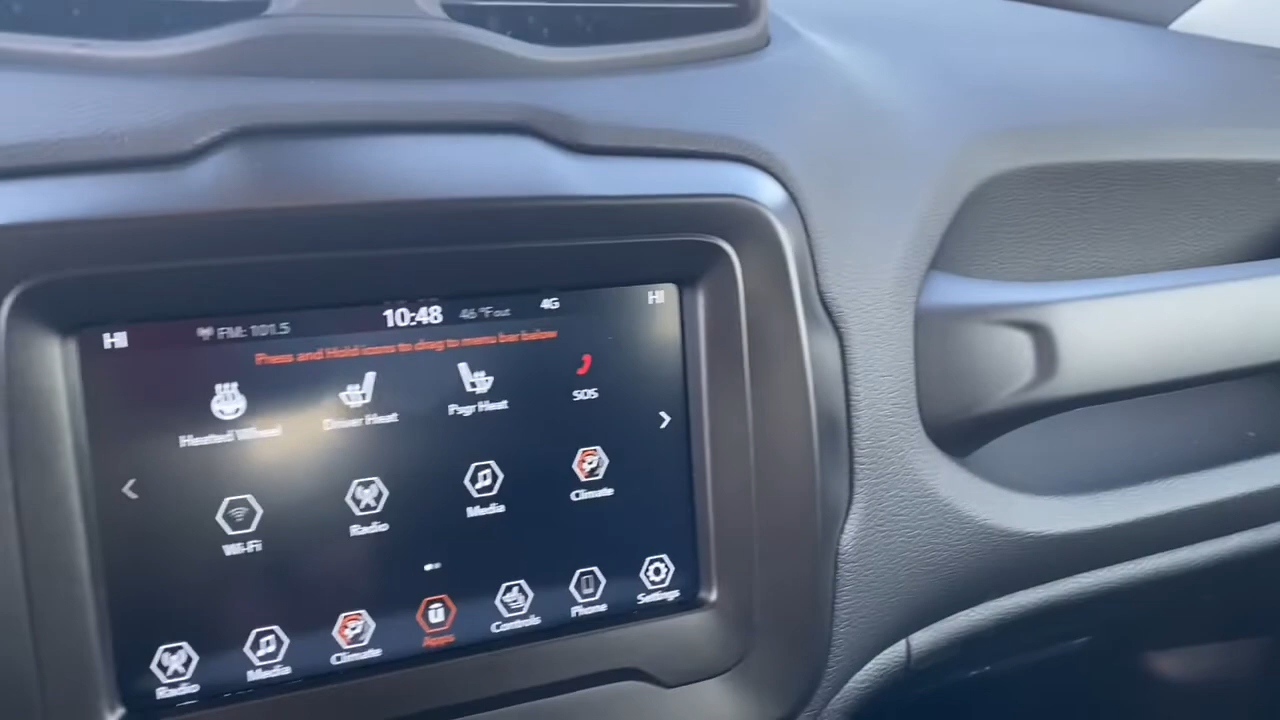 HI FM: 101.5 10:48 46 °F out 4G HI
Press and Hold icons to drag to menu bar below
Heated Wheel Driver Heat Psgr Heat SOS
Wi-Fi Radio Media Climate
Radio Media Climate Apps Controls Phone Settings